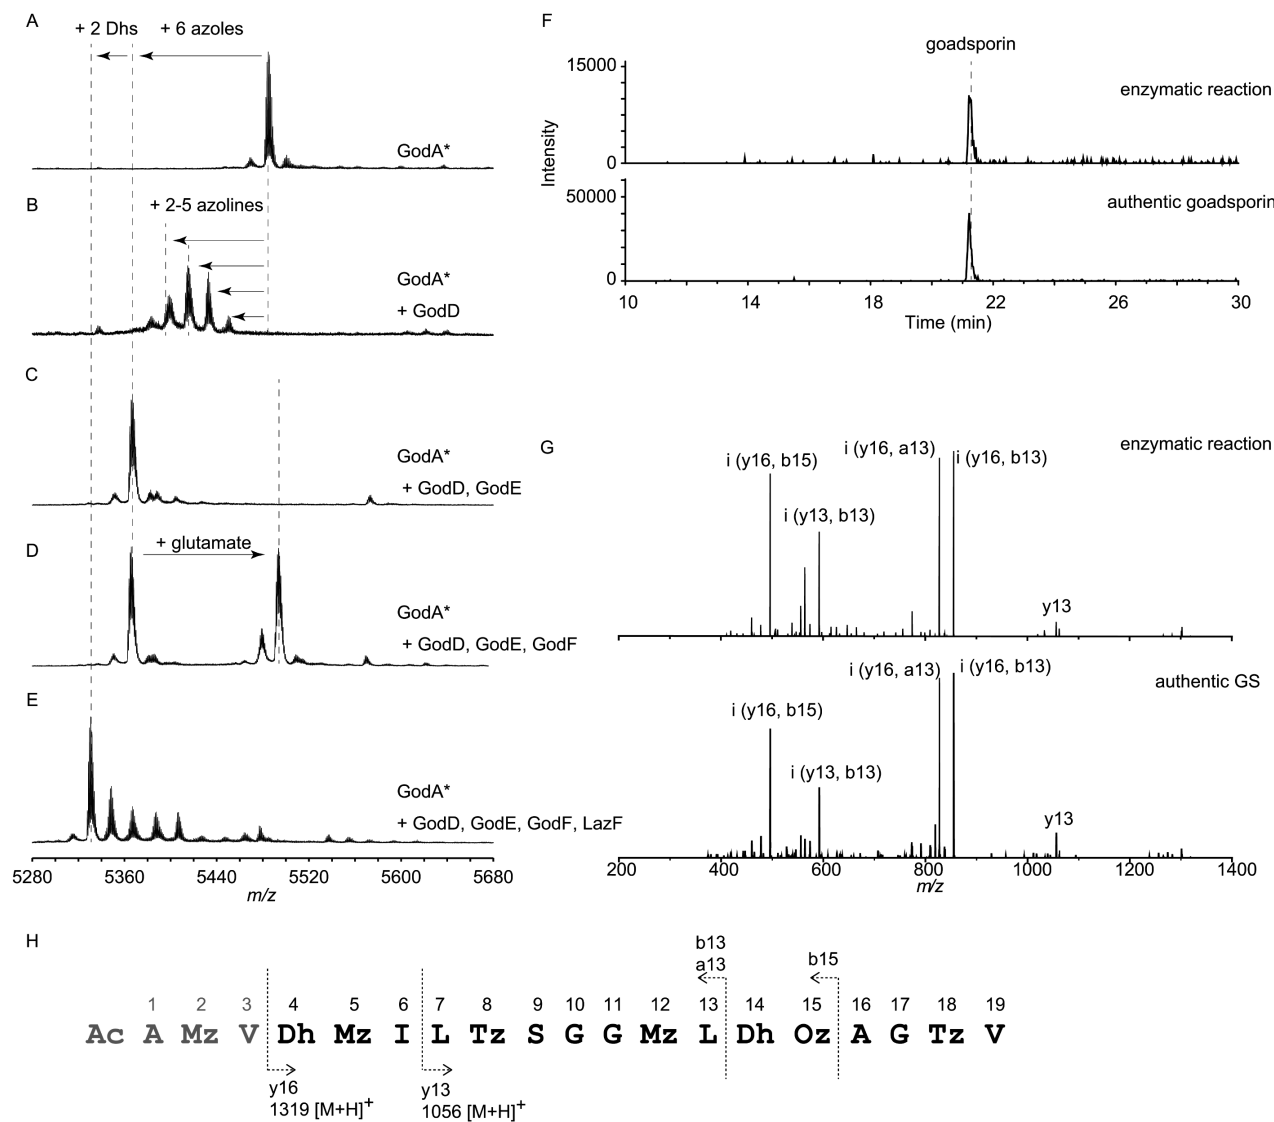 A
+ 2 Dhs
+ 6 azoles
GodA*
B
+ 2-5 azolines
GodA*
+ GodD
C
GodA*
+ GodD, GodE
D
+ glutamate
GodA*
+ GodD, GodE, GodF
E
GodA*
+ GodD, GodE, GodF, LazF
5280 5360 5440 5520 5600 5680
m/z
F
goadsporin
15000
enzymatic reaction
0
Intensity
50000
authentic goadsporin
0
10 14 18 22 26 30
Time (min)
G
enzymatic reaction
i (y16, b15)
i (y16, a13)
i (y16, b13)
i (y13, b13)
y13
authentic GS
i (y16, a13)
i (y16, b13)
i (y16, b15)
i (y13, b13)
y13
200 400 600 800 1000 1200 1400
m/z
H
b13
a13
b15
1 2 3 4 5 6 7 8 9 10 11 12 13 14 15 16 17 18 19
Ac A Mz V Dh Mz I L Tz S G G Mz L Dh Oz A G Tz V
y16
1319 [M+H]+
y13
1056 [M+H]+